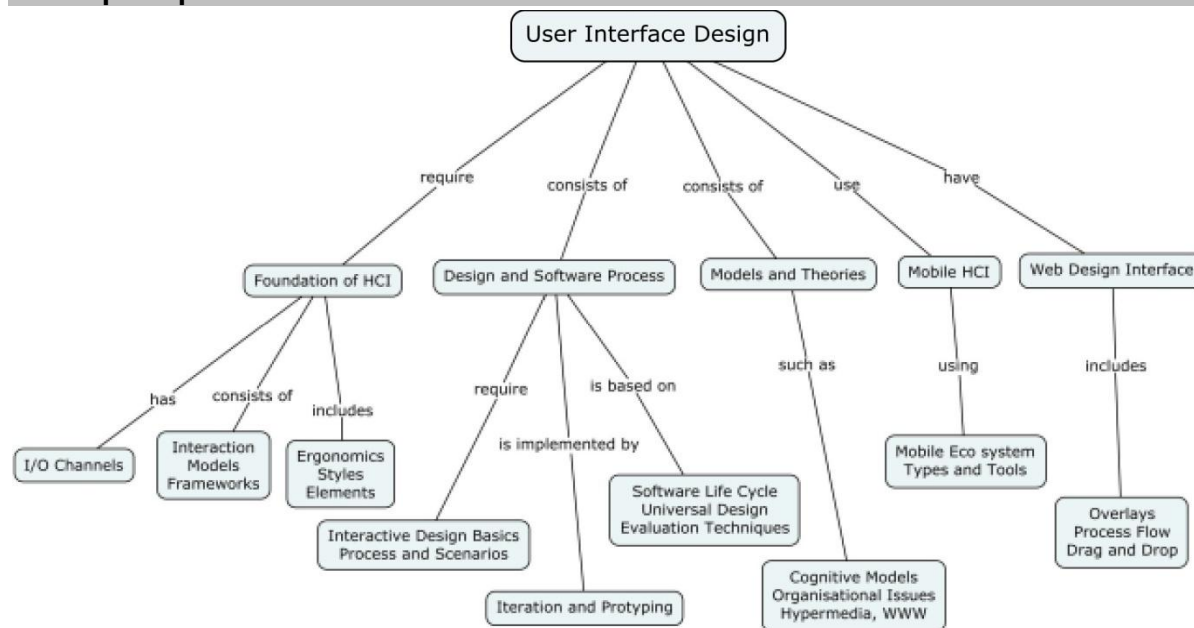 User Interface Design
require
consists of
consists of
use
have
Foundation of HCI
Design and Software Process
Models and Theories
Mobile HCI
Web Design Interface
has
consists of
includes
require
is implemented by
is based on
such as
using
includes
I/O Channels
Interaction
Models
Frameworks
Ergonomics
Styles
Elements
Interactive Design Basics
Process and Scenarios
Iteration and Protyping
Software Life Cycle
Universal Design
Evaluation Techniques
Cognitive Models
Organisational Issues
Hypermedia, WWW
Mobile Eco system
Types and Tools
Overlays
Process Flow
Drag and Drop